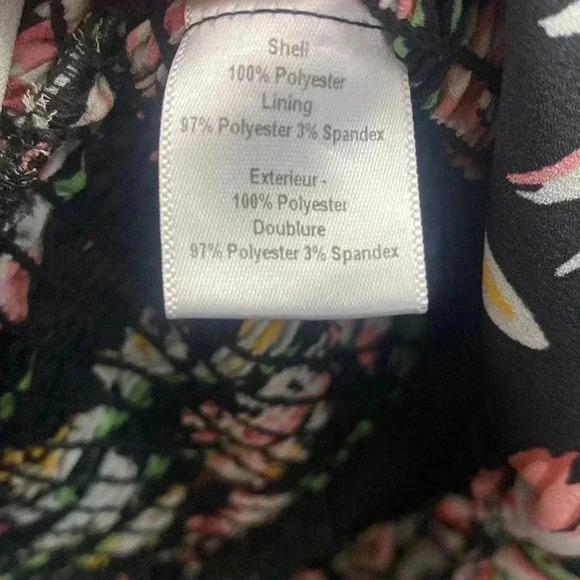 Shell
100% Polyester
Lining
97% Polyester 3% Spandex
Exterieur -
100% Polyester
Doublure
97% Polyester 3% Spandex